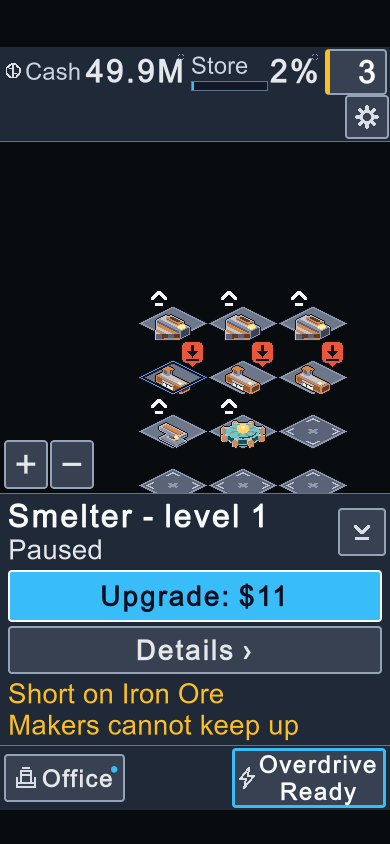 Cash 49.9M Store 2% 3
+ −
Smelter - level 1
Paused
Upgrade: $11
Details ›
Short on Iron Ore
Makers cannot keep up
Office
Overdrive
Ready